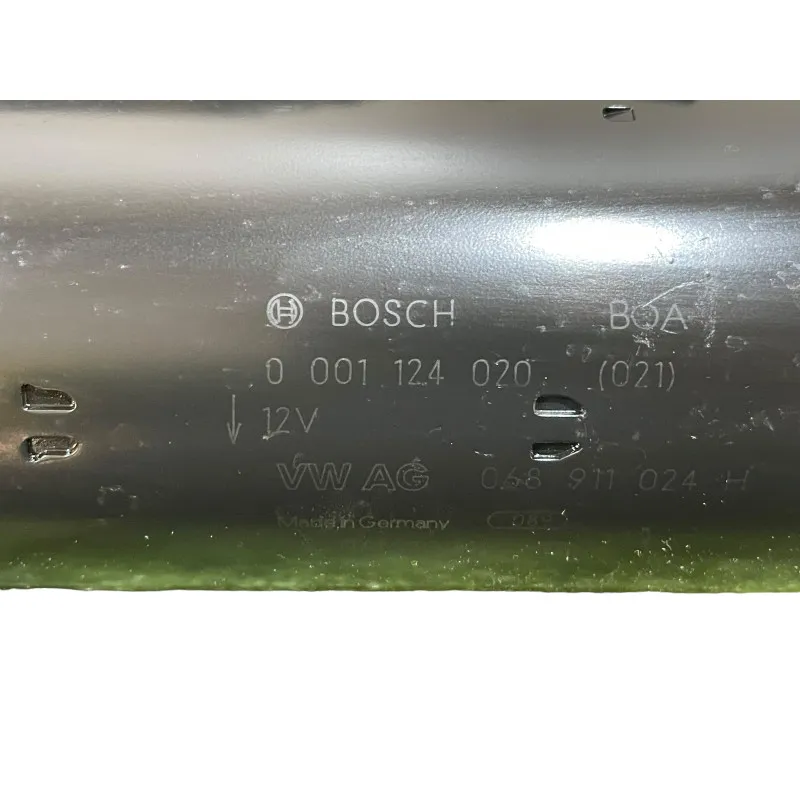 BOSCH BOA
0 001 124 020 (021)
12V
VW AG 068 911 024 H
Made in Germany